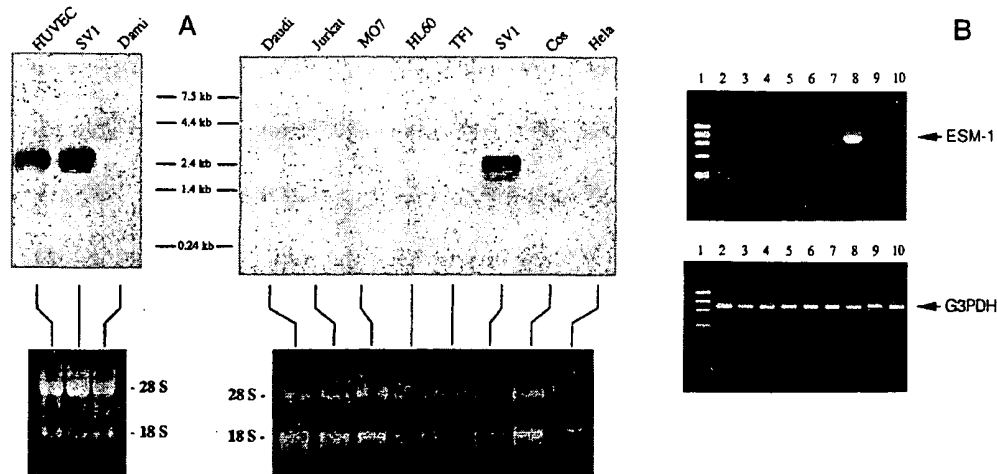 A
HUVEC SV1 Dami
Daudi Jurkat MO7 HL60 TF1 SV1 Cos Hela
7.5 kb
4.4 kb
2.4 kb
1.4 kb
0.24 kb
- 28 S -
- 18 S
28 S -
18 S -
B
1 2 3 4 5 6 7 8 9 10
ESM-1
1 2 3 4 5 6 7 8 9 10
G3PDH